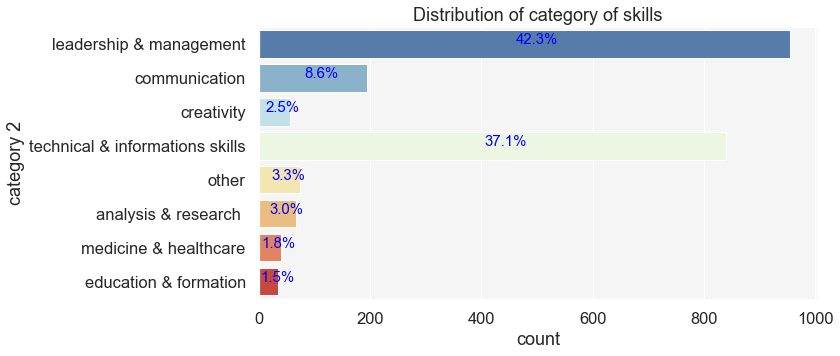 Distribution of category of skills
category 2
leadership & management
42.3%
communication
8.6%
creativity
2.5%
technical & informations skills
37.1%
other
3.3%
analysis & research
3.0%
medicine & healthcare
1.8%
education & formation
1.5%
0 200 400 600 800 1000
count